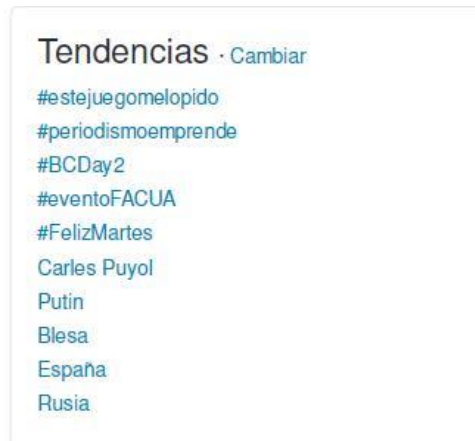 Tendencias · Cambiar
#estejuegomelopido
#periodismoemprende
#BCDay2
#eventoFACUA
#FelizMartes
Carles Puyol
Putin
Blesa
España
Rusia